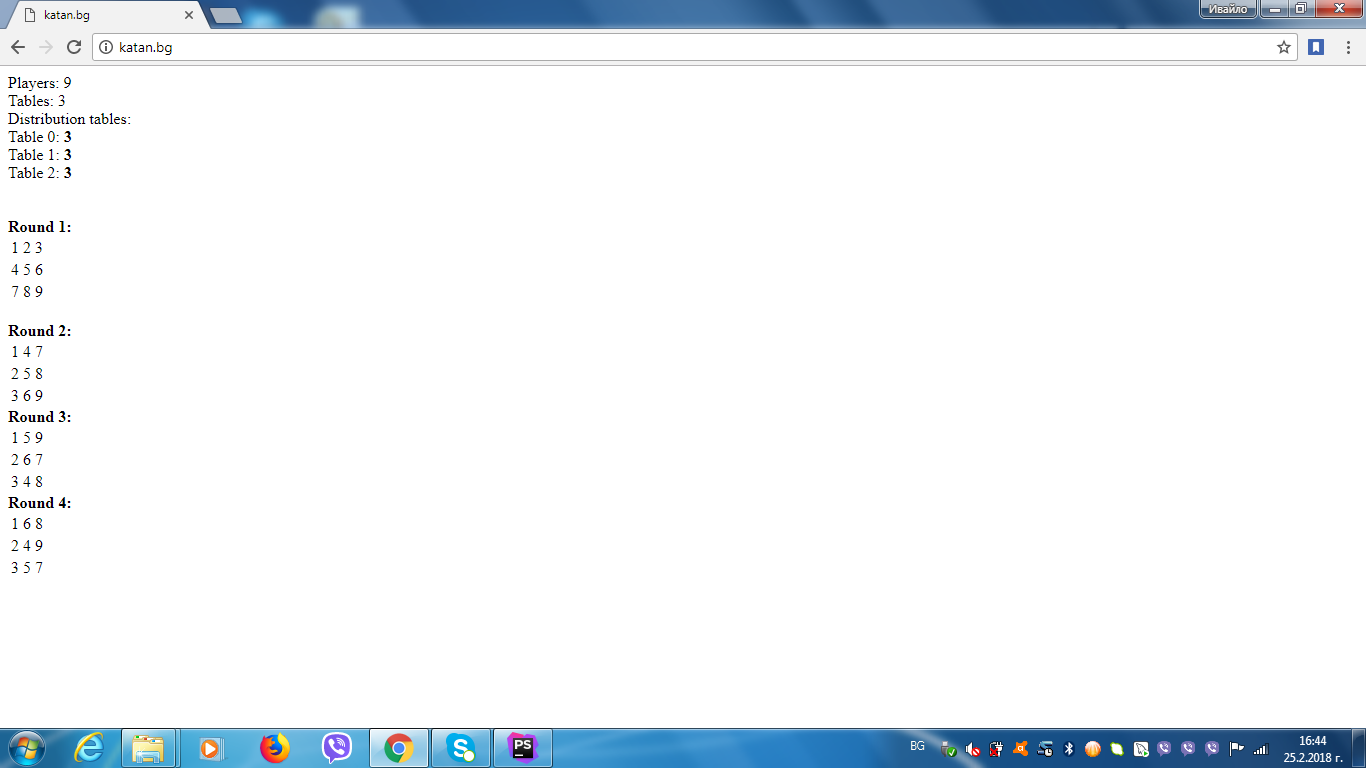 katan.bg
Ивайло
katan.bg
Players: 9
Tables: 3
Distribution tables:
Table 0: 3
Table 1: 3
Table 2: 3
Round 1:
1 2 3
4 5 6
7 8 9
Round 2:
1 4 7
2 5 8
3 6 9
Round 3:
1 5 9
2 6 7
3 4 8
Round 4:
1 6 8
2 4 9
3 5 7
PS
BG
16:44
25.2.2018 г.